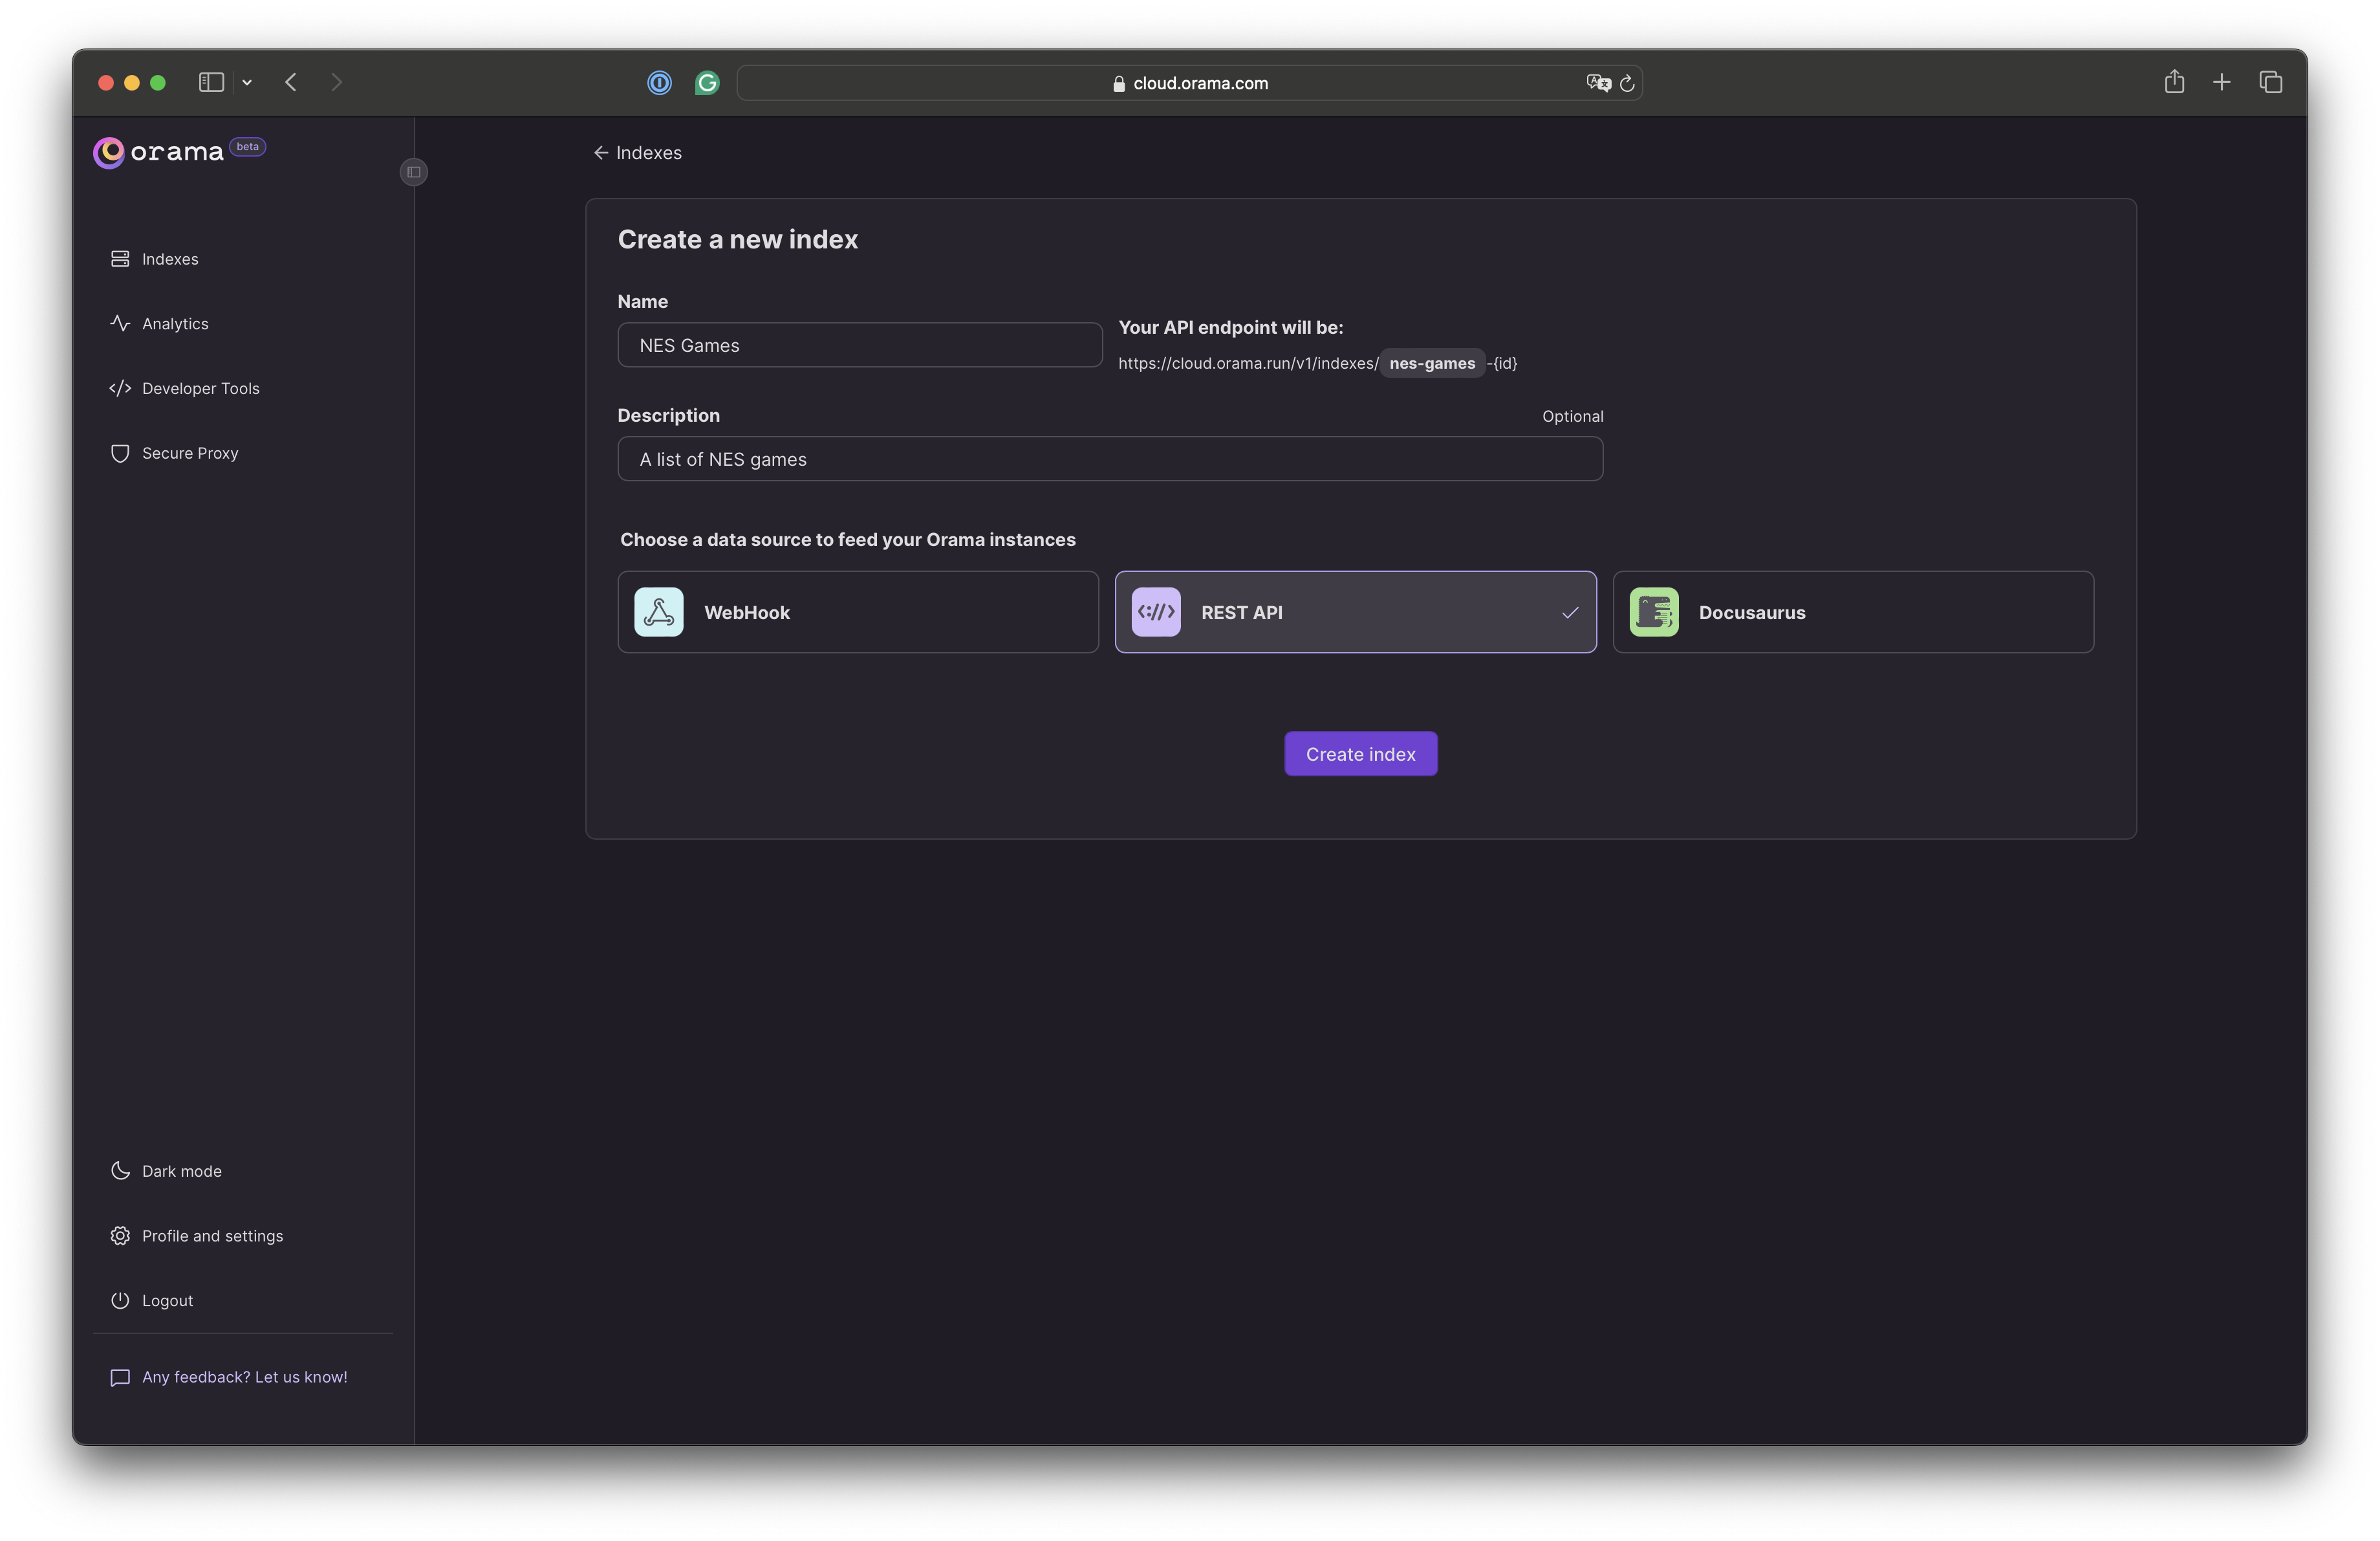 cloud.orama.com
orama beta
Indexes
Analytics
Developer Tools
Secure Proxy
Dark mode
Profile and settings
Logout
Any feedback? Let us know!
← Indexes
Create a new index
Name
NES Games
Your API endpoint will be:
https://cloud.orama.run/v1/indexes/ nes-games -{id}
Description Optional
A list of NES games
Choose a data source to feed your Orama instances
WebHook
REST API
Docusaurus
Create index